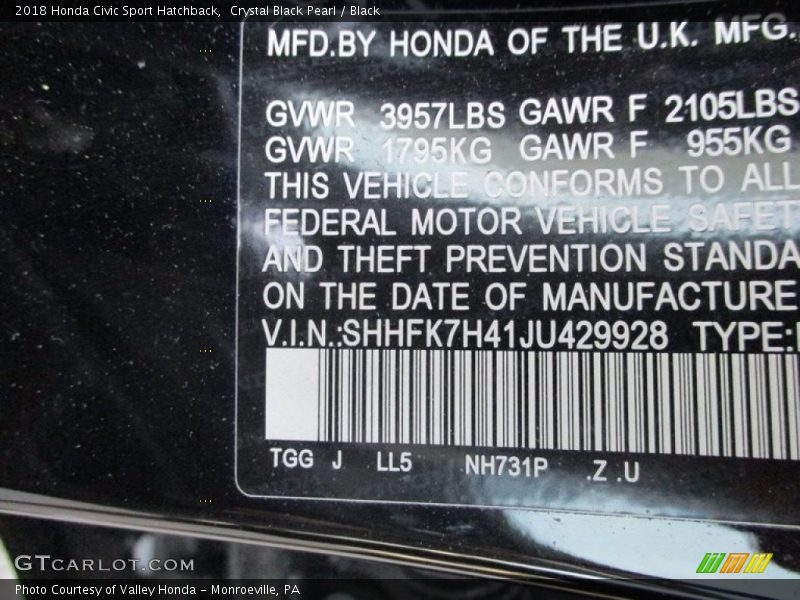 2018 Honda Civic Sport Hatchback,  Crystal Black Pearl / Black
MFD.BY HONDA OF THE U.K. MFG.
GVWR 3957LBS GAWR F 2105LBS
GVWR 1795KG GAWR F 955KG
THIS VEHICLE CONFORMS TO ALL
FEDERAL MOTOR VEHICLE SAFET
AND THEFT PREVENTION STANDA
ON THE DATE OF MANUFACTURE
V.I.N.:SHHFK7H41JU429928 TYPE:
TGG J LL5 NH731P .Z .U
GTCARLOT.COM
Photo Courtesy of Valley Honda - Monroeville, PA